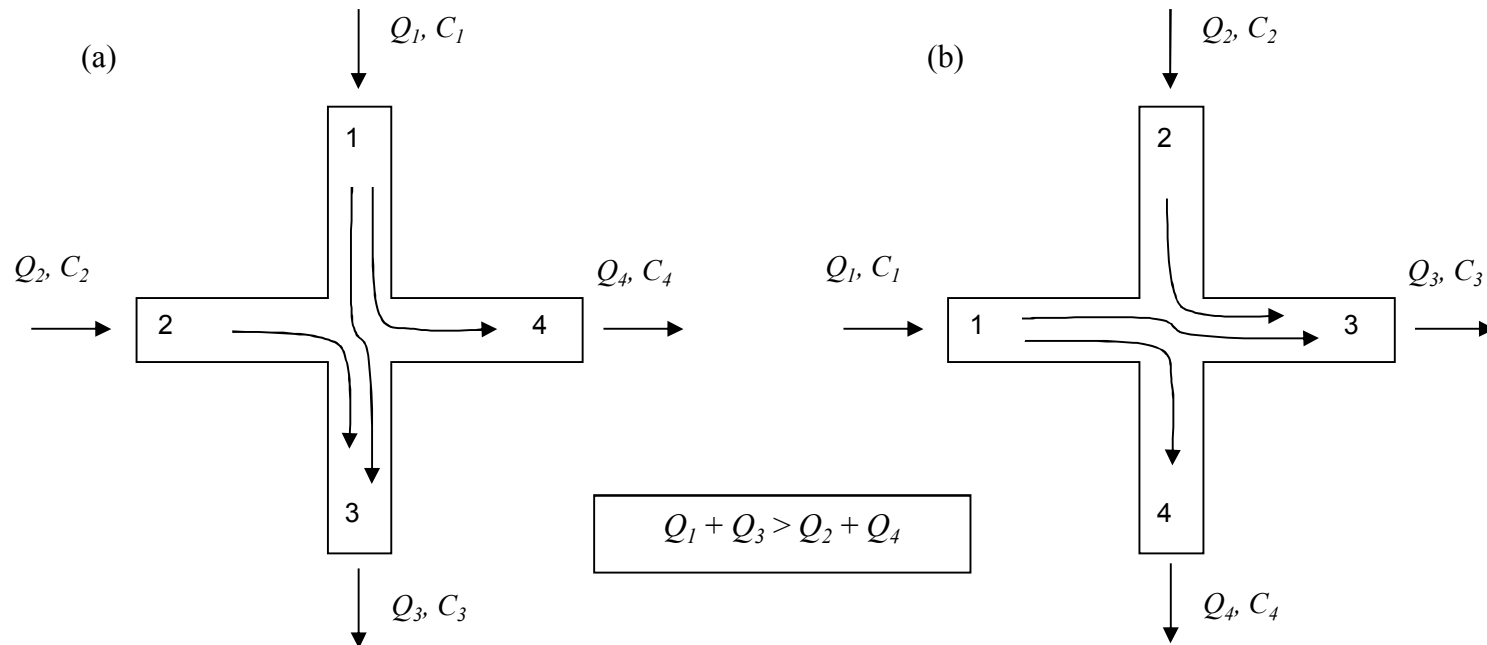 (a)
Q1, C1
1
Q2, C2
2
4
Q4, C4
3
Q3, C3
Q1 + Q3 > Q2 + Q4
(b)
Q2, C2
2
Q1, C1
1
3
Q3, C3
4
Q4, C4